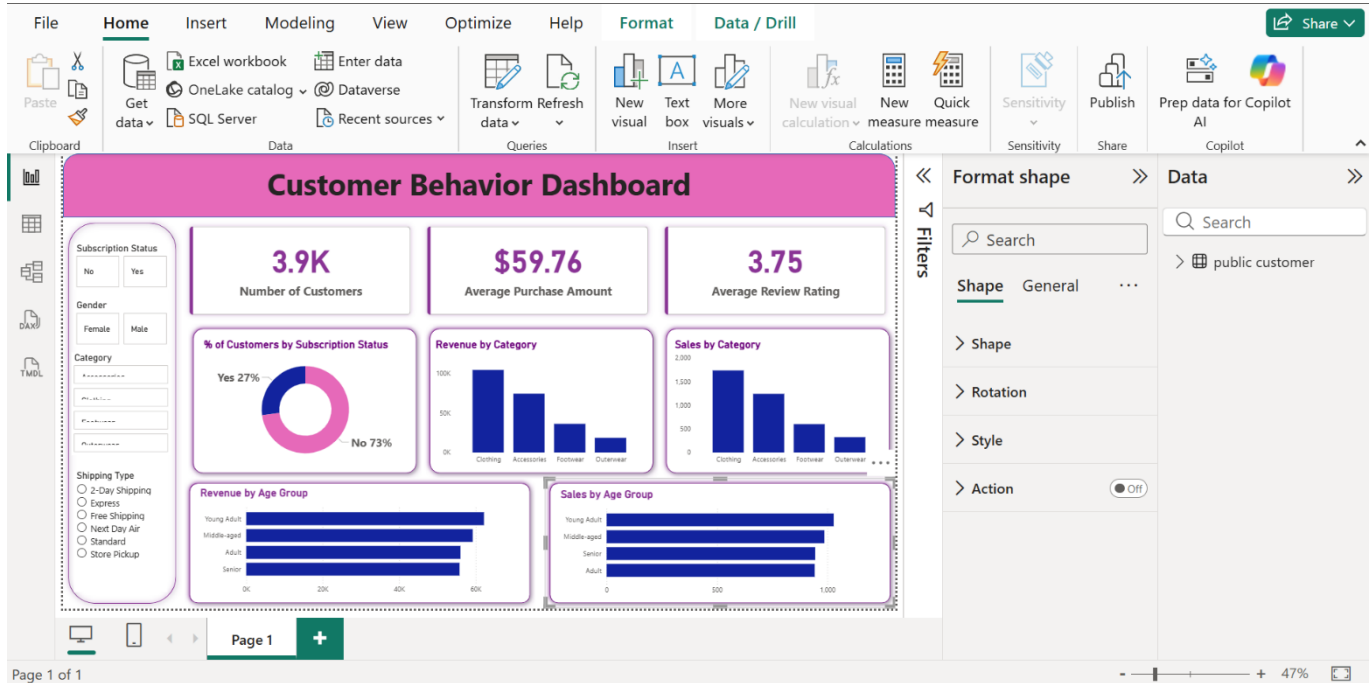 File Home Insert Modeling View Optimize Help Format Data / Drill Share
Paste
Clipboard
Get data
Excel workbook
OneLake catalog
SQL Server
Enter data
Dataverse
Recent sources
Data
Transform data
Refresh
Queries
New visual
Text box
More visuals
Insert
New visual calculation
New measure
Quick measure
Calculations
Sensitivity
Sensitivity
Publish
Share
Prep data for AI
Copilot
Copilot
DAX
TMDL
Customer Behavior Dashboard
Subscription Status
No Yes
Gender
Female Male
Category
Shipping Type
2-Day Shipping
Express
Free Shipping
Next Day Air
Standard
Store Pickup
3.9K
Number of Customers
$59.76
Average Purchase Amount
3.75
Average Review Rating
% of Customers by Subscription Status
Yes 27%
No 73%
Revenue by Category
100K
50K
0K
Clothing Accessories Footwear Outerwear
Sales by Category
2,000
1,500
1,000
500
0
Clothing Accessories Footwear Outerwear
Revenue by Age Group
Young Adult
Middle-aged
Adult
Senior
0K 20K 40K 60K
Sales by Age Group
Young Adult
Middle-aged
Senior
Adult
0 500 1,000
Filters
Format shape
Search
Shape General
Shape
Rotation
Style
Action Off
Data
Search
public customer
Page 1
Page 1 of 1
- + 47%